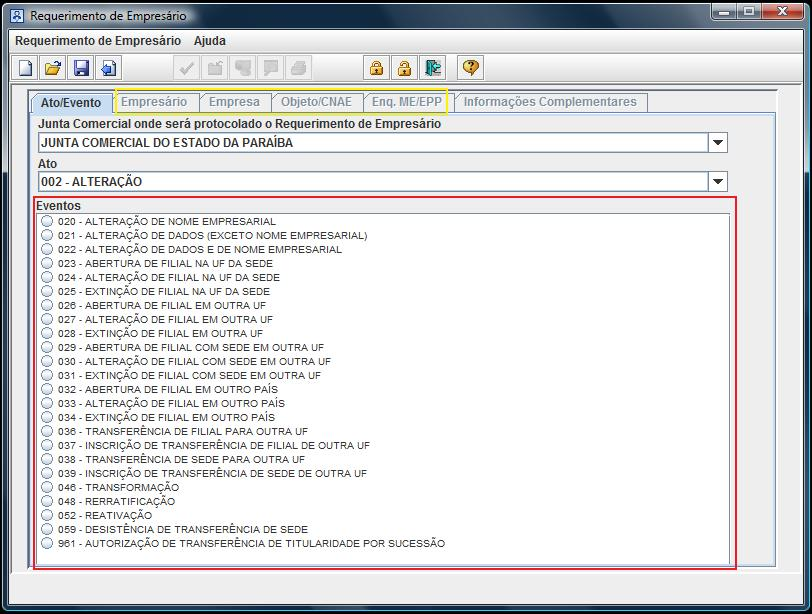 Requerimento de Empresário
Requerimento de Empresário Ajuda
Ato/Evento Empresário Empresa Objeto/CNAE Enq. ME/EPP Informações Complementares
Junta Comercial onde será protocolado o Requerimento de Empresário
JUNTA COMERCIAL DO ESTADO DA PARAÍBA
Ato
002 - ALTERAÇÃO
Eventos
020 - ALTERAÇÃO DE NOME EMPRESARIAL
021 - ALTERAÇÃO DE DADOS (EXCETO NOME EMPRESARIAL)
022 - ALTERAÇÃO DE DADOS E DE NOME EMPRESARIAL
023 - ABERTURA DE FILIAL NA UF DA SEDE
024 - ALTERAÇÃO DE FILIAL NA UF DA SEDE
025 - EXTINÇÃO DE FILIAL NA UF DA SEDE
026 - ABERTURA DE FILIAL EM OUTRA UF
027 - ALTERAÇÃO DE FILIAL EM OUTRA UF
028 - EXTINÇÃO DE FILIAL EM OUTRA UF
029 - ABERTURA DE FILIAL COM SEDE EM OUTRA UF
030 - ALTERAÇÃO DE FILIAL COM SEDE EM OUTRA UF
031 - EXTINÇÃO DE FILIAL COM SEDE EM OUTRA UF
032 - ABERTURA DE FILIAL EM OUTRO PAÍS
033 - ALTERAÇÃO DE FILIAL EM OUTRO PAÍS
034 - EXTINÇÃO DE FILIAL EM OUTRO PAÍS
036 - TRANSFERÊNCIA DE FILIAL PARA OUTRA UF
037 - INSCRIÇÃO DE TRANSFERÊNCIA DE FILIAL DE OUTRA UF
038 - TRANSFERÊNCIA DE SEDE PARA OUTRA UF
039 - INSCRIÇÃO DE TRANSFERÊNCIA DE SEDE DE OUTRA UF
046 - TRANSFORMAÇÃO
048 - RERRATIFICAÇÃO
052 - REATIVAÇÃO
059 - DESISTÊNCIA DE TRANSFERÊNCIA DE SEDE
961 - AUTORIZAÇÃO DE TRANSFERÊNCIA DE TITULARIDADE POR SUCESSÃO